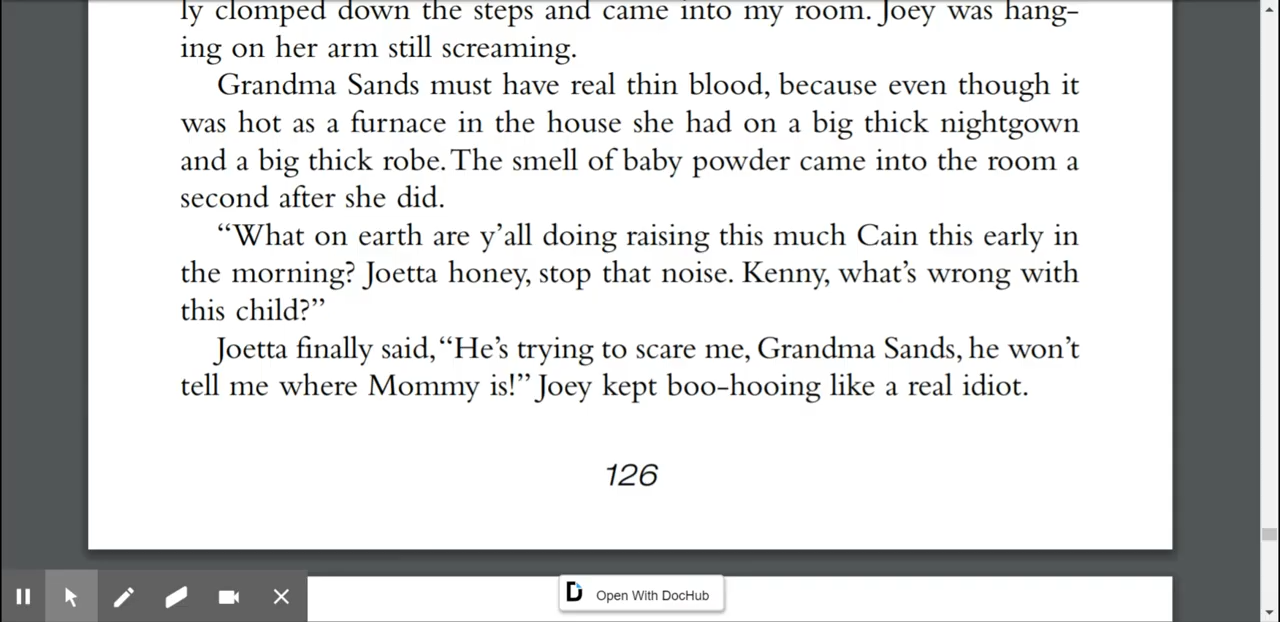 ly clomped down the steps and came into my room. Joey was hang-
ing on her arm still screaming.
Grandma Sands must have real thin blood, because even though it
was hot as a furnace in the house she had on a big thick nightgown
and a big thick robe. The smell of baby powder came into the room a
second after she did.
“What on earth are y’all doing raising this much Cain this early in
the morning? Joetta honey, stop that noise. Kenny, what’s wrong with
this child?”
Joetta finally said, “He’s trying to scare me, Grandma Sands, he won’t
tell me where Mommy is!” Joey kept boo-hooing like a real idiot.
126
D Open With DocHub